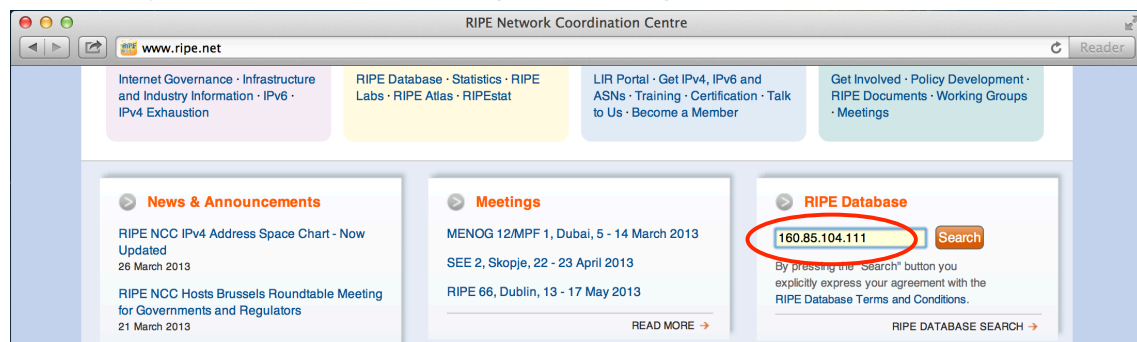 RIPE Network Coordination Centre
www.ripe.net
Reader
Internet Governance · Infrastructure
and Industry Information · IPv6 ·
IPv4 Exhaustion
RIPE Database · Statistics · RIPE
Labs · RIPE Atlas · RIPEstat
LIR Portal · Get IPv4, IPv6 and
ASNs · Training · Certification · Talk
to Us · Become a Member
Get Involved · Policy Development ·
RIPE Documents · Working Groups
· Meetings
News & Announcements
RIPE NCC IPv4 Address Space Chart - Now
Updated
26 March 2013
RIPE NCC Hosts Brussels Roundtable Meeting
for Governments and Regulators
21 March 2013
Meetings
MENOG 12/MPF 1, Dubai, 5 - 14 March 2013
SEE 2, Skopje, 22 - 23 April 2013
RIPE 66, Dublin, 13 - 17 May 2013
READ MORE →
RIPE Database
160.85.104.111
Search
By pressing the "Search" button you
explicitly express your agreement with the
RIPE Database Terms and Conditions.
RIPE DATABASE SEARCH →